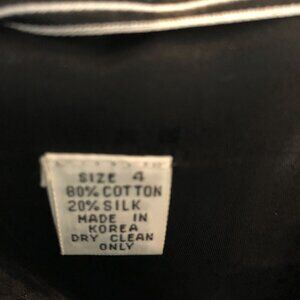 SIZE 4
80% COTTON
20% SILK
MADE IN
KOREA
DRY CLEAN
ONLY